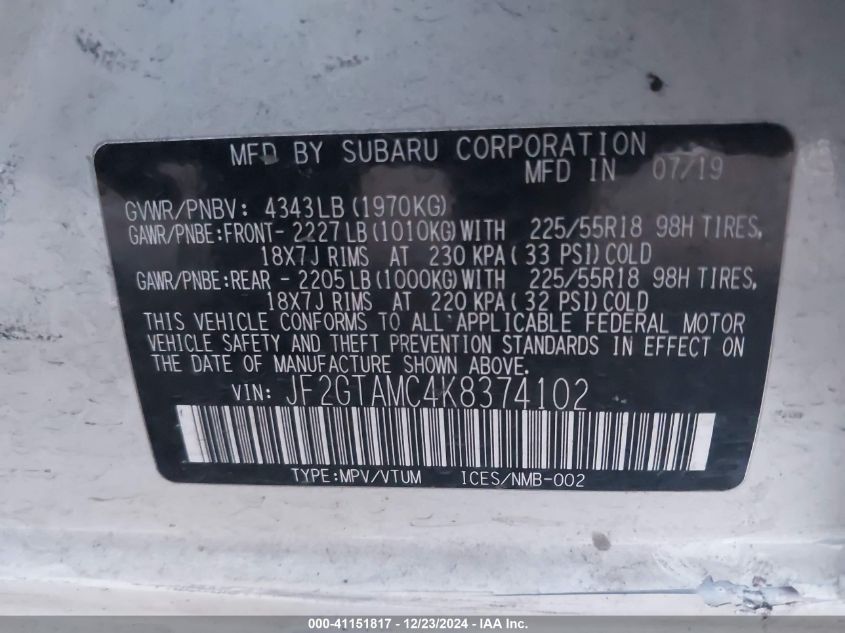 MFD BY SUBARU CORPORATION
MFD IN 07/19
GVWR/PNBV: 4343LB (1970KG)
GAWR/PNBE:FRONT- 2227LB(1010KG)WITH 225/55R18 98H TIRES,
18X7J RIMS AT 230 KPA(33 PSI)COLD
GAWR/PNBE:REAR - 2205LB(1000KG)WITH 225/55R18 98H TIRES,
18X7J RIMS AT 220 KPA(32 PSI)COLD
THIS VEHICLE CONFORMS TO ALL APPLICABLE FEDERAL MOTOR
VEHICLE SAFETY AND THEFT PREVENTION STANDARDS IN EFFECT ON
THE DATE OF MANUFACTURE SHOWN ABOVE.
VIN: JF2GTAMC4K8374102
TYPE:MPV/VTUM ICES/NMB-002
000-41151817 - 12/23/2024 - IAAI.com